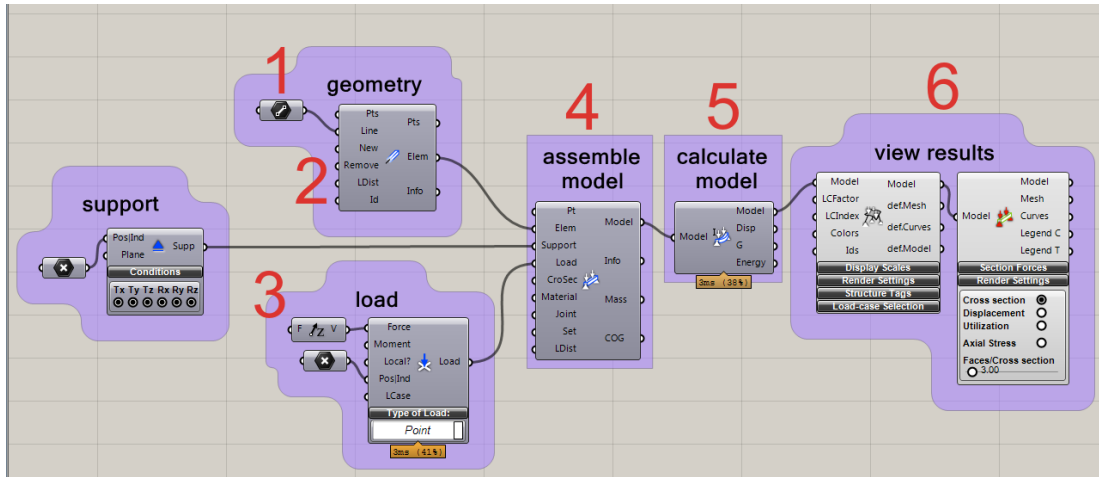 1
geometry
Pts
Line
New
Remove
LDist
Id
Pts
Elem
Info
2
support
Pos|Ind
Plane
Supp
Conditions
Tx Ty Tz Rx Ry Rz
3
load
F Z V
Force
Moment
Local?
Pos|Ind
LCase
Load
Type of Load:
Point
3ms (41%)
4
assemble
model
Pt
Elem
Support
Load
CroSec
Material
Joint
Set
LDist
Model
Info
Mass
COG
5
calculate
model
Model
Model
Disp
G
Energy
3ms (38%)
6
view results
Model
LCFactor
LCIndex
Colors
Ids
Model
def.Mesh
def.Curves
def.Model
Display Scales
Render Settings
Structure Tags
Load-case Selection
Model
Model
Mesh
Curves
Legend C
Legend T
Section Forces
Render Settings
Cross section
Displacement
Utilization
Axial Stress
Faces/Cross section
3.00